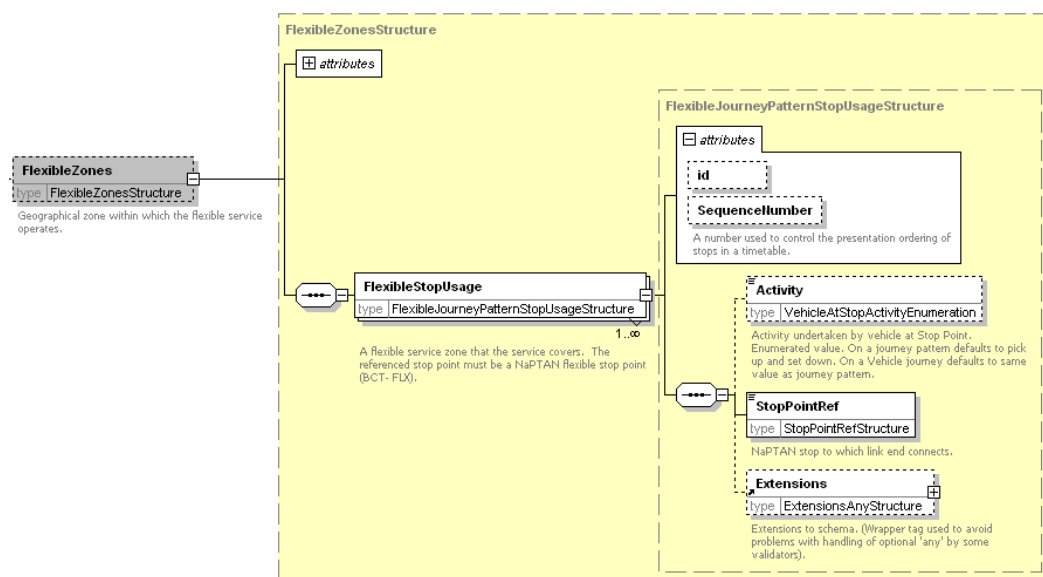 FlexibleZonesStructure
attributes
FlexibleJourneyPatternStopUsageStructure
attributes
FlexibleZones
type FlexibleZonesStructure
Geographical zone within which the flexible service
operates.
id
SequenceNumber
A number used to control the presentation ordering of
stops in a timetable.
FlexibleStopUsage
type FlexibleJourneyPatternStopUsageStructure
1..∞
A flexible service zone that the service covers. The
referenced stop point must be a NaPTAN flexible stop point
(BCT- FLX).
Activity
type VehicleAtStopActivityEnumeration
Activity undertaken by vehicle at Stop Point.
Enumerated value. On a journey pattern defaults to pick
up and set down. On a Vehicle journey defaults to same
value as journey pattern.
StopPointRef
type StopPointRefStructure
NaPTAN stop to which link end connects.
Extensions
type ExtensionsAnyStructure
Extensions to schema. (Wrapper tag used to avoid
problems with handling of optional 'any' by some
validators).